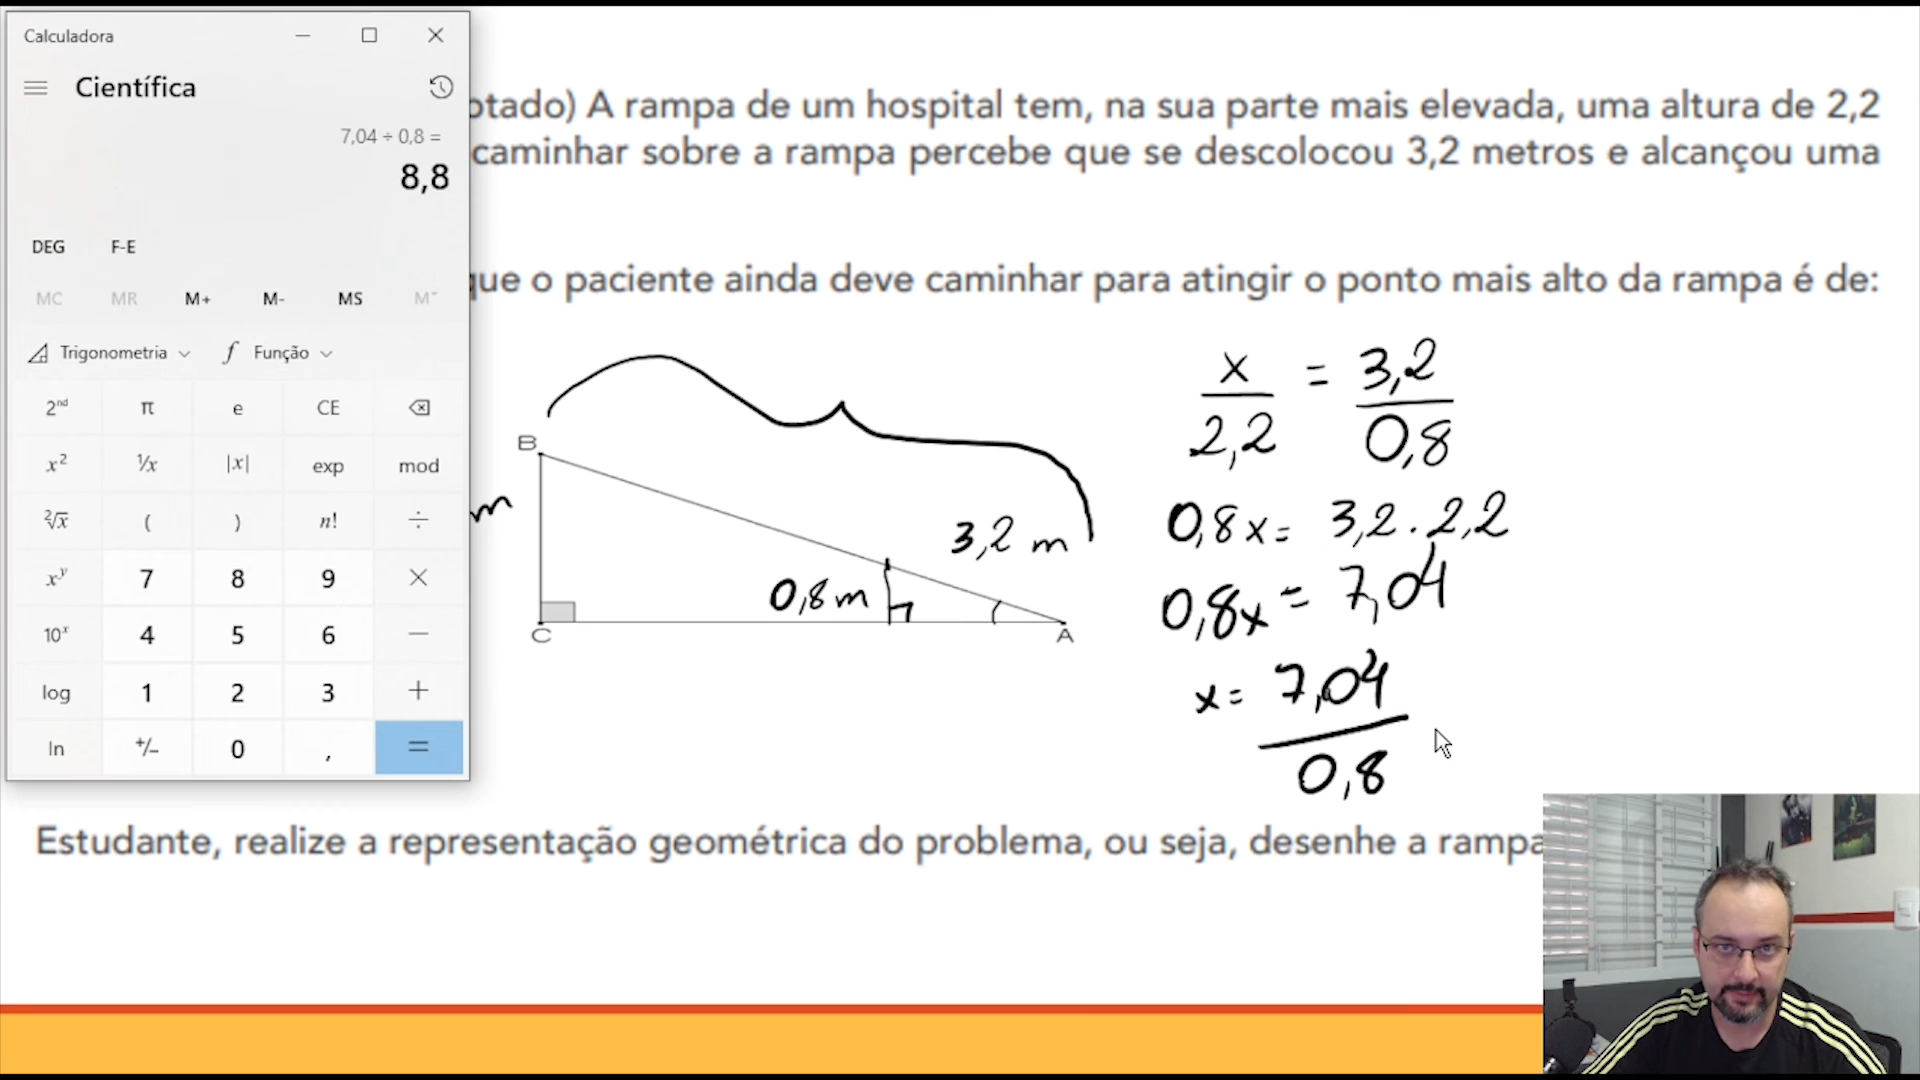 Calculadora
Científica
7,04 ÷ 0,8 =
8,8
DEG F-E
MC MR M+ M- MS M˅
Trigonometria f Função
2ⁿᵈ π e CE
x² ¹/x |x| exp mod
²√x ( ) n! ÷
xʸ 7 8 9 ×
10ˣ 4 5 6 −
log 1 2 3 +
ln +/− 0 , =
otado) A rampa de um hospital tem, na sua parte mais elevada, uma altura de 2,2
caminhar sobre a rampa percebe que se descolocou 3,2 metros e alcançou uma
que o paciente ainda deve caminhar para atingir o ponto mais alto da rampa é de:
B
m
3,2 m
0,8 m
C
A
x/2,2 = 3,2/0,8
0,8x = 3,2 . 2,2
0,8x = 7,04
x = 7,04/0,8
Estudante, realize a representação geométrica do problema, ou seja, desenhe a rampa